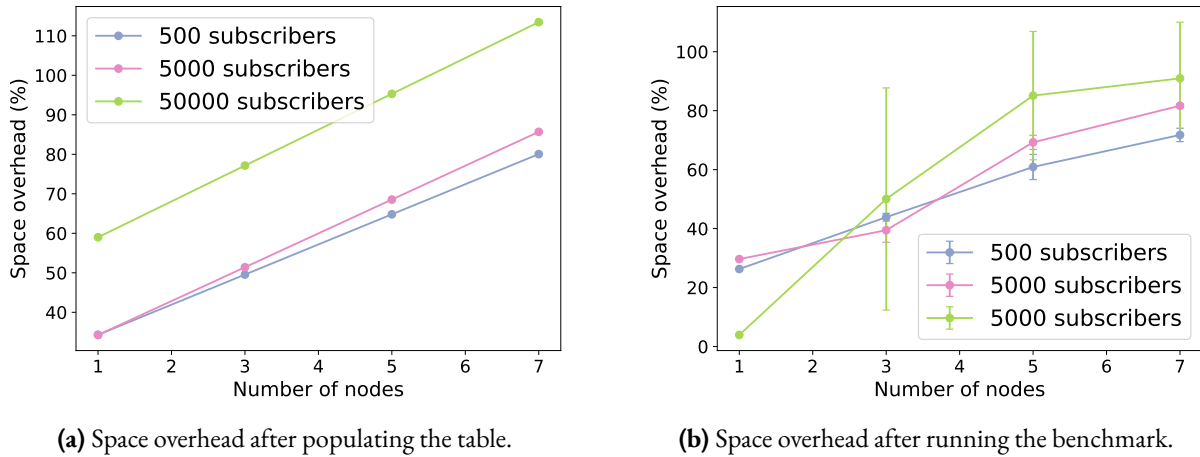 110
100
90
80
70
60
50
40
Space overhead (%)
500 subscribers
5000 subscribers
50000 subscribers
1 2 3 4 5 6 7
Number of nodes
(a) Space overhead after populating the table.
100
80
60
40
20
0
Space overhead (%)
500 subscribers
5000 subscribers
5000 subscribers
1 2 3 4 5 6 7
Number of nodes
(b) Space overhead after running the benchmark.